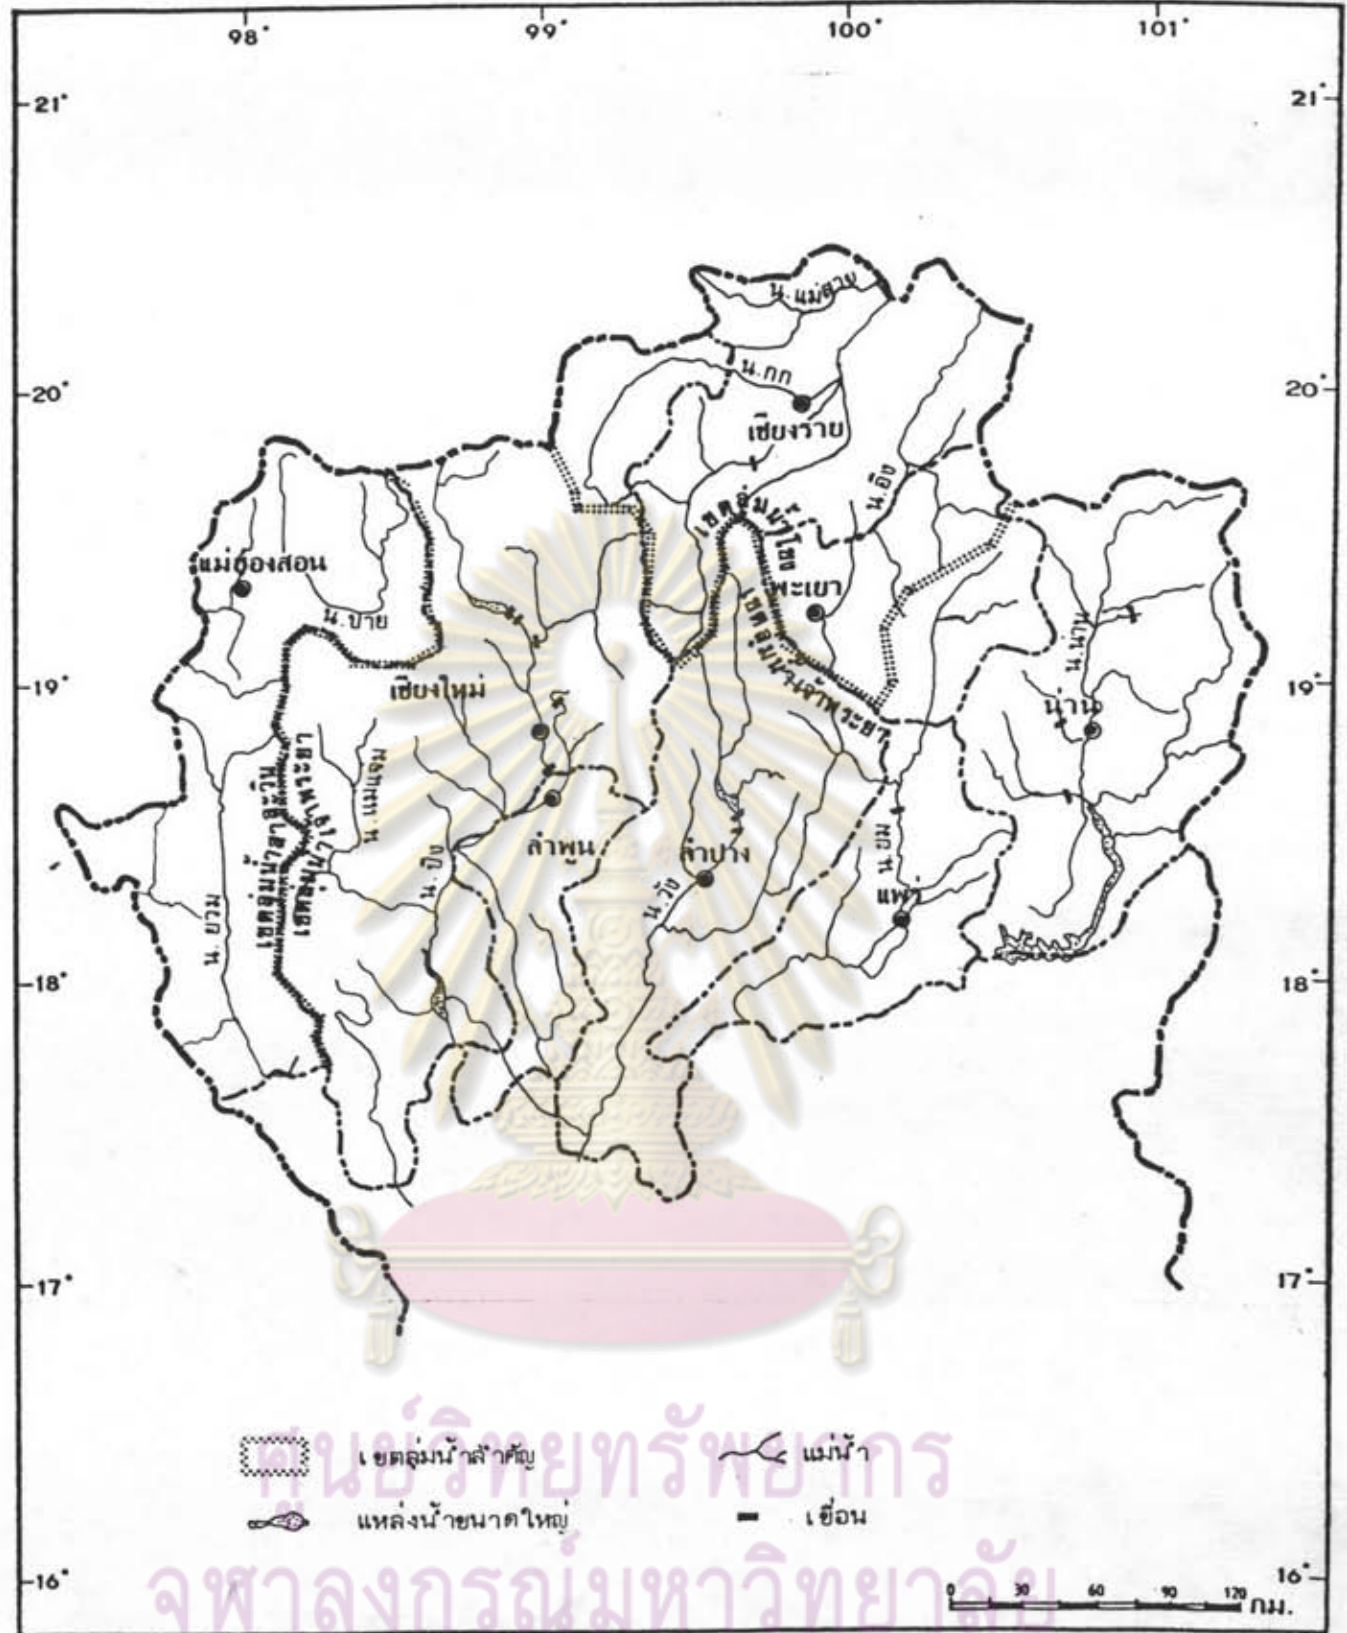 98°
99°
100°
101°
21°
21°
น.แม่สาย
น.กก
20°
20°
เชียงราย
น.อิง
เขตลุ่มน้ำโขง
แม่ฮ่องสอน
พะเยา
น.ปาย
เขตลุ่มน้ำเจ้าพระยา
น.น่าน
19°
เชียงใหม่
19°
น่าน
น.แม่แจ่ม
เขตลุ่มน้ำสาละวิน
เขตลุ่มน้ำเจ้าพระยา
น.ปิง
ลำพูน
ลำปาง
น.ยม
น.วัง
แพร่
น.ยวม
18°
18°
17°
17°
เขตลุ่มน้ำสำคัญ
แม่น้ำ
แหล่งน้ำขนาดใหญ่
เขื่อน
ศูนย์วิทยทรัพยากร
จุฬาลงกรณ์มหาวิทยาลัย
16°
16°
0 30 60 90 120 กม.